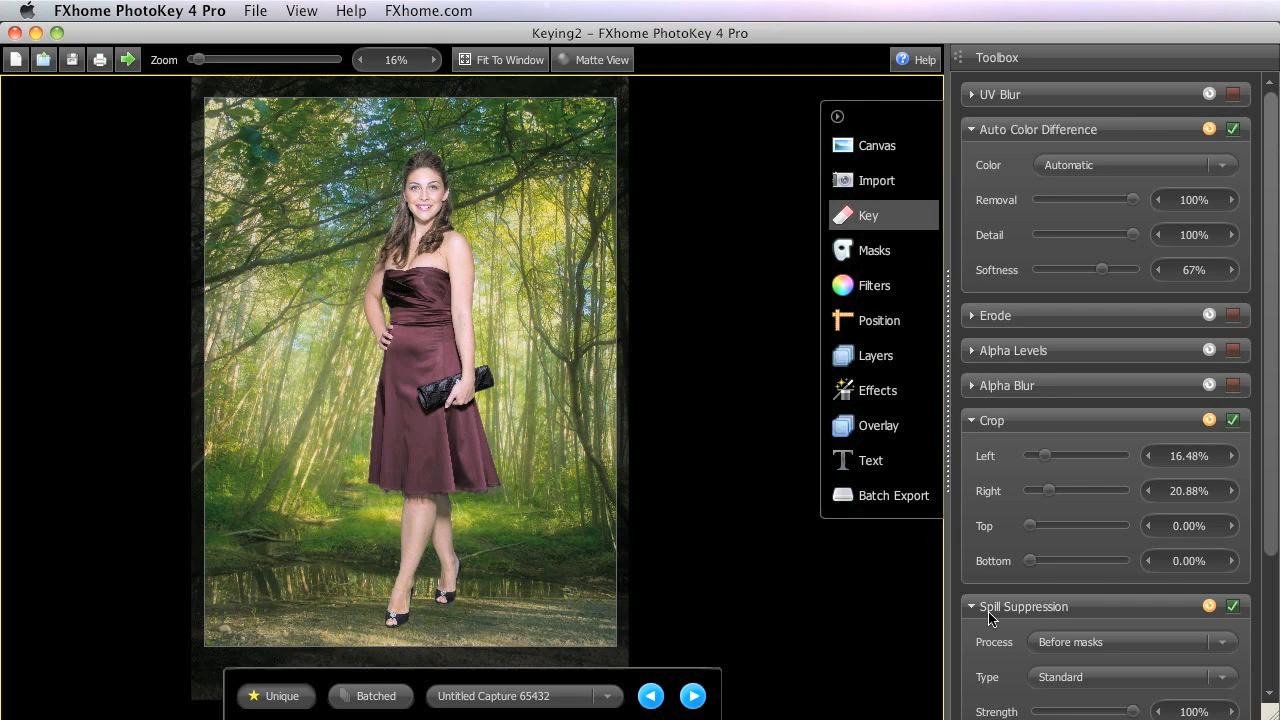 FXhome PhotoKey 4 Pro File View Help FXhome.com
Keying2 – FXhome PhotoKey 4 Pro
Zoom 16% Fit To Window Matte View Help
Toolbox
UV Blur
Auto Color Difference
Color Automatic
Removal 100%
Detail 100%
Softness 67%
Erode
Alpha Levels
Alpha Blur
Crop
Left 16.48%
Right 20.88%
Top 0.00%
Bottom 0.00%
Spill Suppression
Process Before masks
Type Standard
Strength 100%
Canvas
Import
Key
Masks
Filters
Position
Layers
Effects
Overlay
Text
Batch Export
Unique Batched Untitled Capture 65432